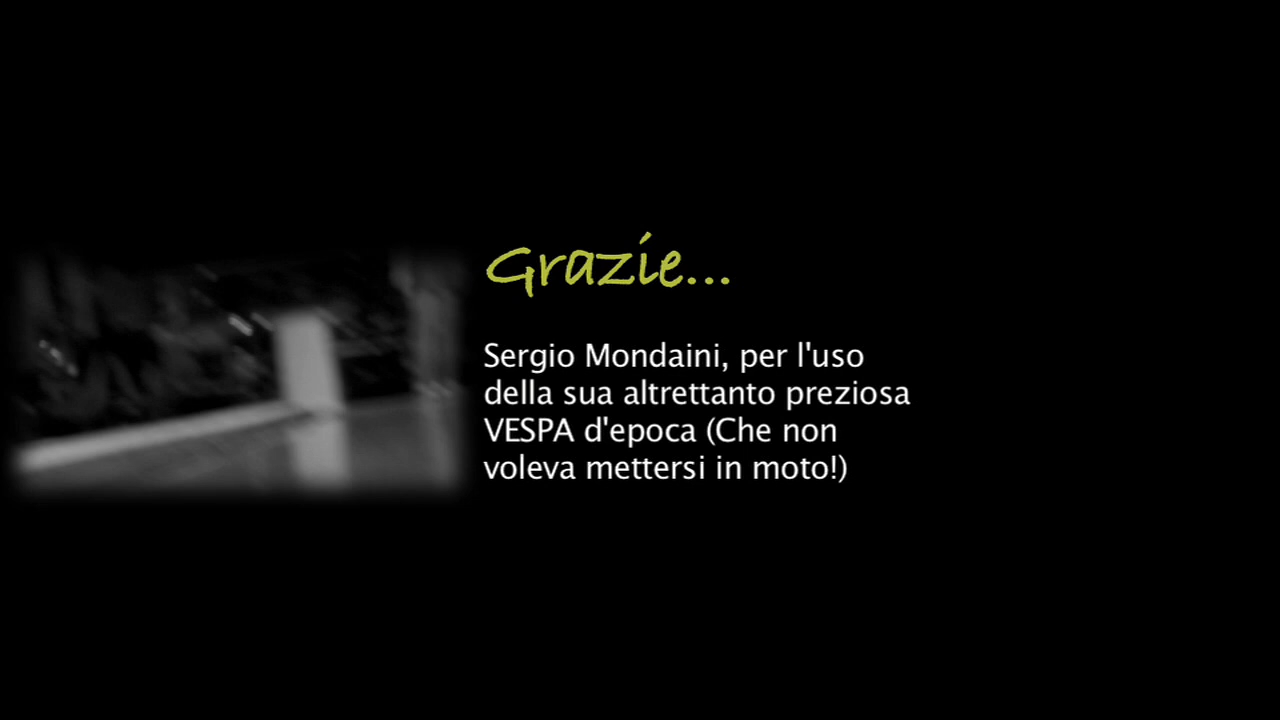 Grazie...
Sergio Mondaini, per l'uso
della sua altrettanto preziosa
VESPA d'epoca (Che non
voleva mettersi in moto!)